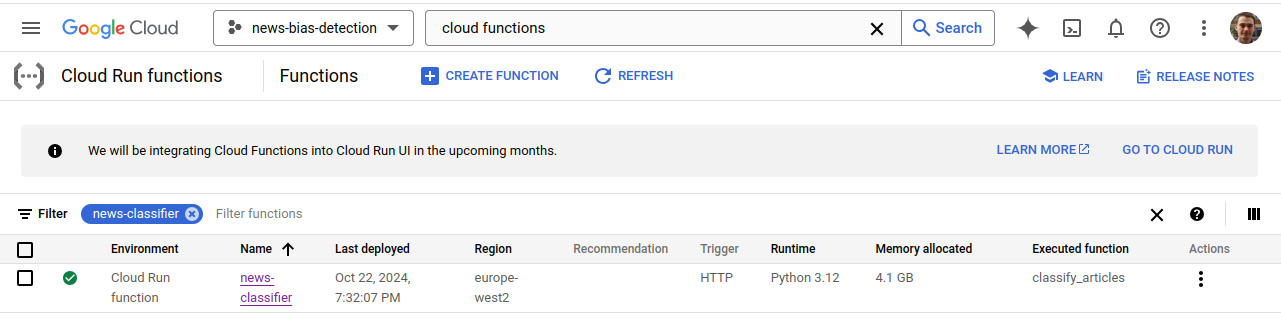 Google Cloud news-bias-detection cloud functions Search
Cloud Run functions Functions CREATE FUNCTION REFRESH LEARN RELEASE NOTES
We will be integrating Cloud Functions into Cloud Run UI in the upcoming months. LEARN MORE GO TO CLOUD RUN
Filter news-classifier Filter functions
Environment Name Last deployed Region Recommendation Trigger Runtime Memory allocated Executed function Actions
Cloud Run news- Oct 22, 2024, europe- HTTP Python 3.12 4.1 GB classify_articles
function classifier 7:32:07 PM west2